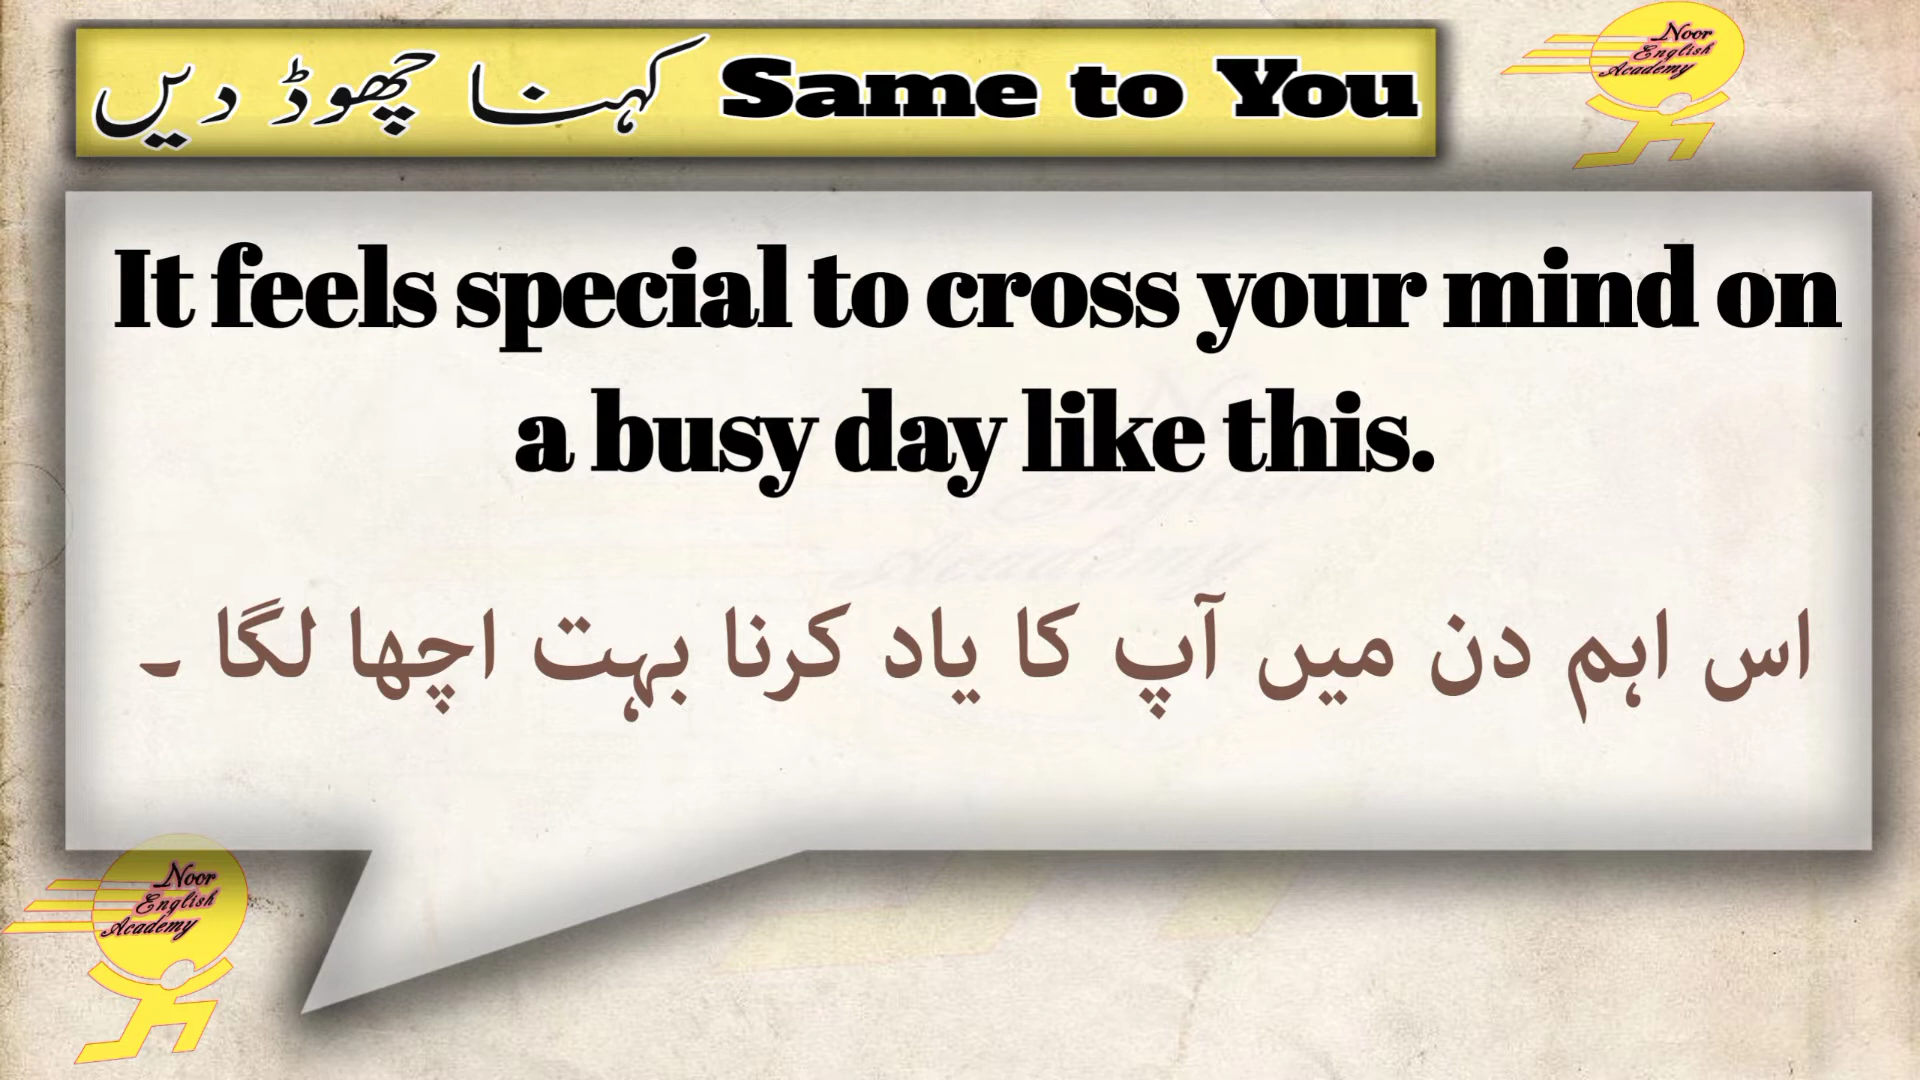 Same to You کہنا چھوڈ دیں
Noor
English
Academy
It feels special to cross your mind on
a busy day like this.
اس اہم دن میں آپ کا یاد کرنا بہت اچھا لگا ۔
Noor
English
Academy